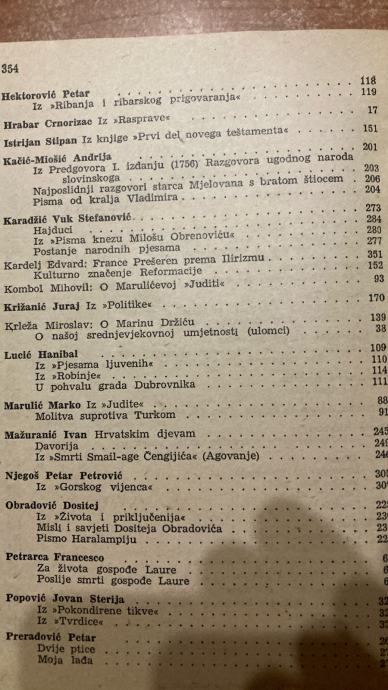 354
Hektorović Petar . . . . . . . . . . . . 118
Iz »Ribanja i ribarskog prigovaranja« . . . . . . 119
Hrabar Crnorizac Iz »Rasprave« . . . . . . . . 17
Istrijan Stipan Iz knjige »Prvi del novega teštamenta« . . . . 151
Kačić-Miošić Andrija . . . . . . . . . . 201
Iz Predgovora I. izdanju (1756) Razgovora ugodnog naroda
slovinskoga . . . . . . . . . . 203
Najposlidnji razgovori starca Mjelovana s bratom štiocem . 206
Pisma od kralja Vladimira . . . . . . . . 204
Karadžić Vuk Stefanović . . . . . . . . . 273
Hajduci . . . . . . . . . . . 284
Iz »Pisma knezu Milošu Obrenoviću« . . . . . . 280
Postanje narodnih pjesama . . . . . . . . 277
Kardelj Edvard: France Prešeren prema Ilirizmu . . . . . 351
Kulturno značenje Reformacije . . . . . . . 152
Kombol Mihovil: O Marulićevoj »Juditi« . . . . . . 93
Križanić Juraj Iz »Politike« . . . . . . . . 170
Krleža Miroslav: O Marinu Držiću . . . . . . . 139
O našoj srednjevjekovnoj umjetnosti (ulomci) . . . . 38
Lucić Hanibal . . . . . . . . . . . 109
Iz »Pjesama ljuvenih« . . . . . . . . . 110
Iz »Robinje« . . . . . . . . . . 114
U pohvalu grada Dubrovnika . . . . . . . . 111
Marulić Marko Iz »Judite« . . . . . . . . 88
Molitva suprotiva Turkom . . . . . . . . 91
Mažuranić Ivan Hrvatskim djevam . . . . . . . 245
Davorija . . . . . . . . . . . 249
Iz »Smrti Smail-age Čengijića« (Agovanje) . . . . .
Njegoš Petar Petrović . . . . . . . . .
Iz »Gorskog vijenca« . . . . . . . . .
Obradović Dositej . . . . . . . . . .
Iz »Života i priključenija« . . . . . . . .
Misli i savjeti Dositeja Obradovića . . . . . .
Pismo Haralampiju . . . . . . . . . .
Petrarca Francesco . . . . . . . . . .
Za života gospođe Laure . . . . . . . . .
Poslije smrti gospođe Laure . . . . . . . .
Popović Jovan Sterija . . . . . . . . .
Iz »Pokondirene tikve« . . . . . . . . .
Iz »Tvrdice« . . . . . . . . . .
Preradović Petar . . . . . . . . . .
Dvije ptice . . . . . . . . . . .
Moja lađa . . . . . . . . . . .